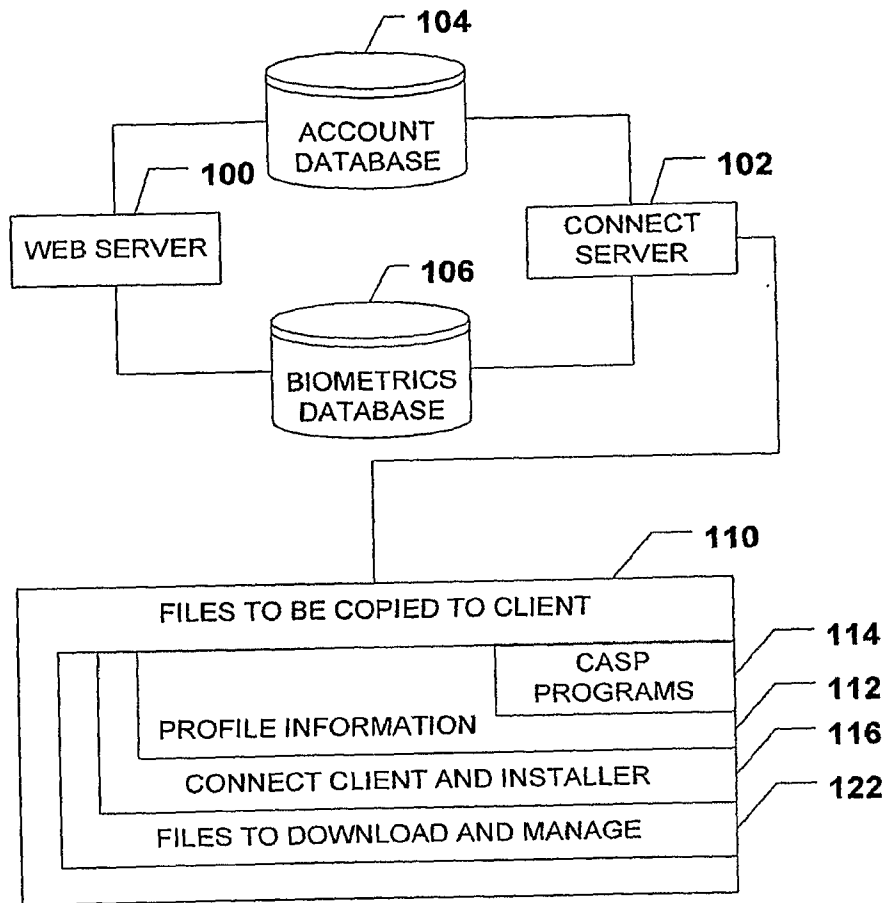 104
ACCOUNT
DATABASE
100
102
WEB SERVER
CONNECT
SERVER
106
BIOMETRICS
DATABASE
110
FILES TO BE COPIED TO CLIENT
114
CASP
PROGRAMS
112
PROFILE INFORMATION
116
CONNECT CLIENT AND INSTALLER
122
FILES TO DOWNLOAD AND MANAGE